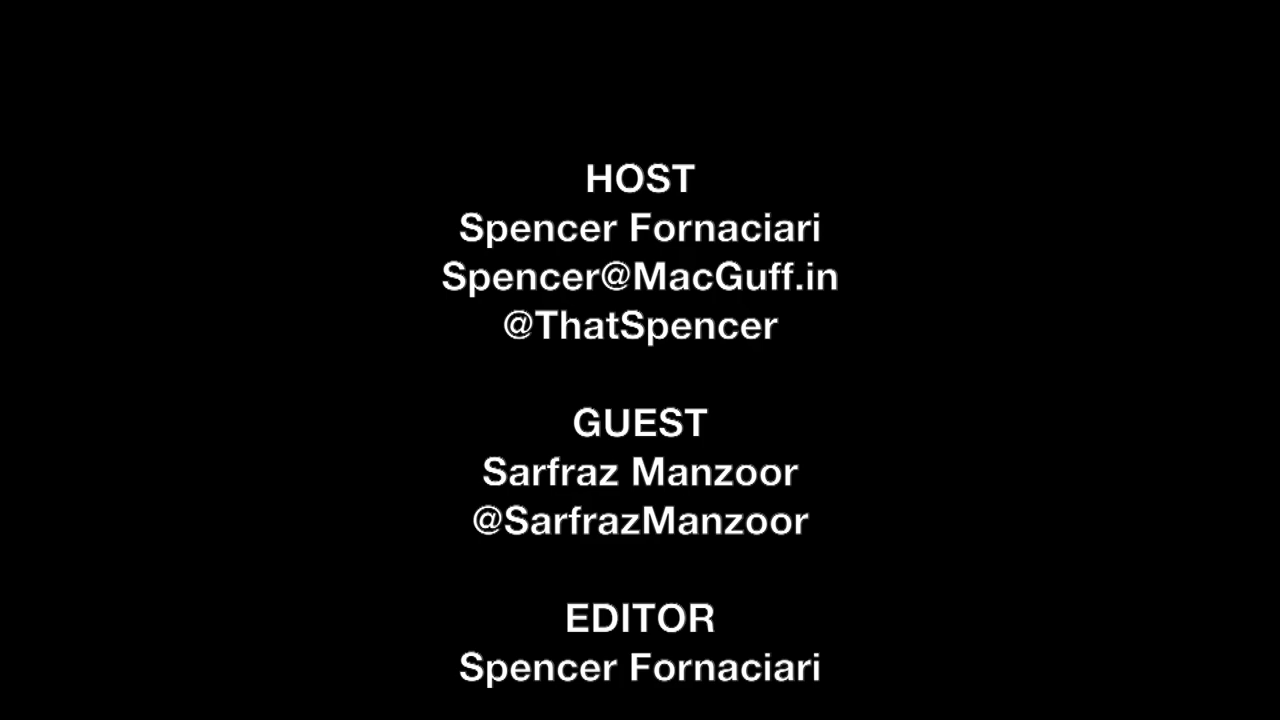 HOST
Spencer Fornaciari
Spencer@MacGuff.in
@ThatSpencer
GUEST
Sarfraz Manzoor
@SarfrazManzoor
EDITOR
Spencer Fornaciari